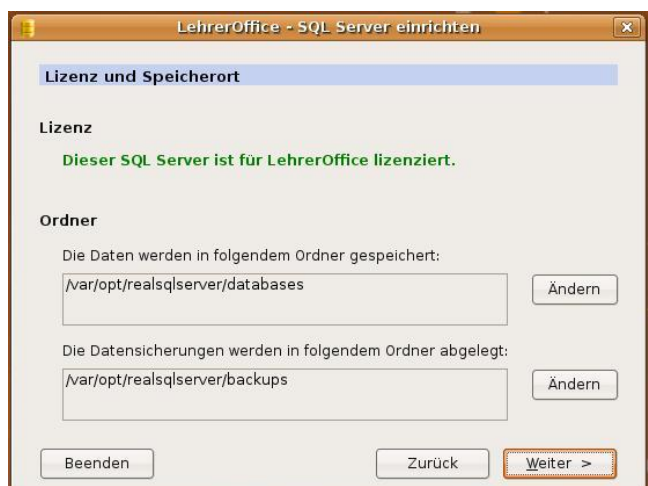 LehrerOffice - SQL Server einrichten
Lizenz und Speicherort
Lizenz
Dieser SQL Server ist für LehrerOffice lizenziert.
Ordner
Die Daten werden in folgendem Ordner gespeichert:
/var/opt/realsqlserver/databases
Ändern
Die Datensicherungen werden in folgendem Ordner abgelegt:
/var/opt/realsqlserver/backups
Ändern
Beenden
Zurück
Weiter >